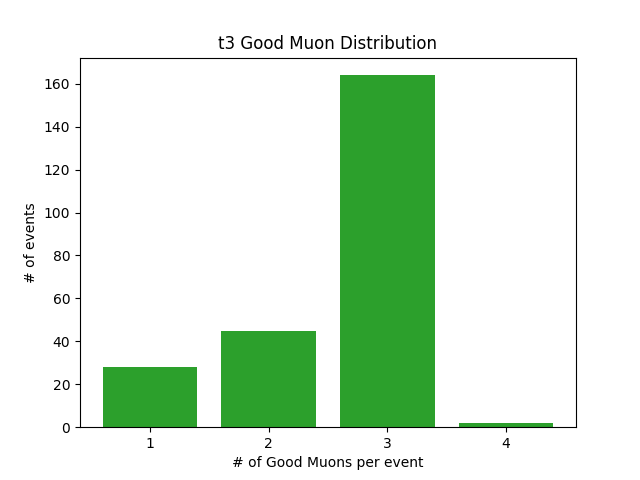 t3 Good Muon Distribution
160
140
120
100
80
60
40
20
0
# of events
1 2 3 4
# of Good Muons per event